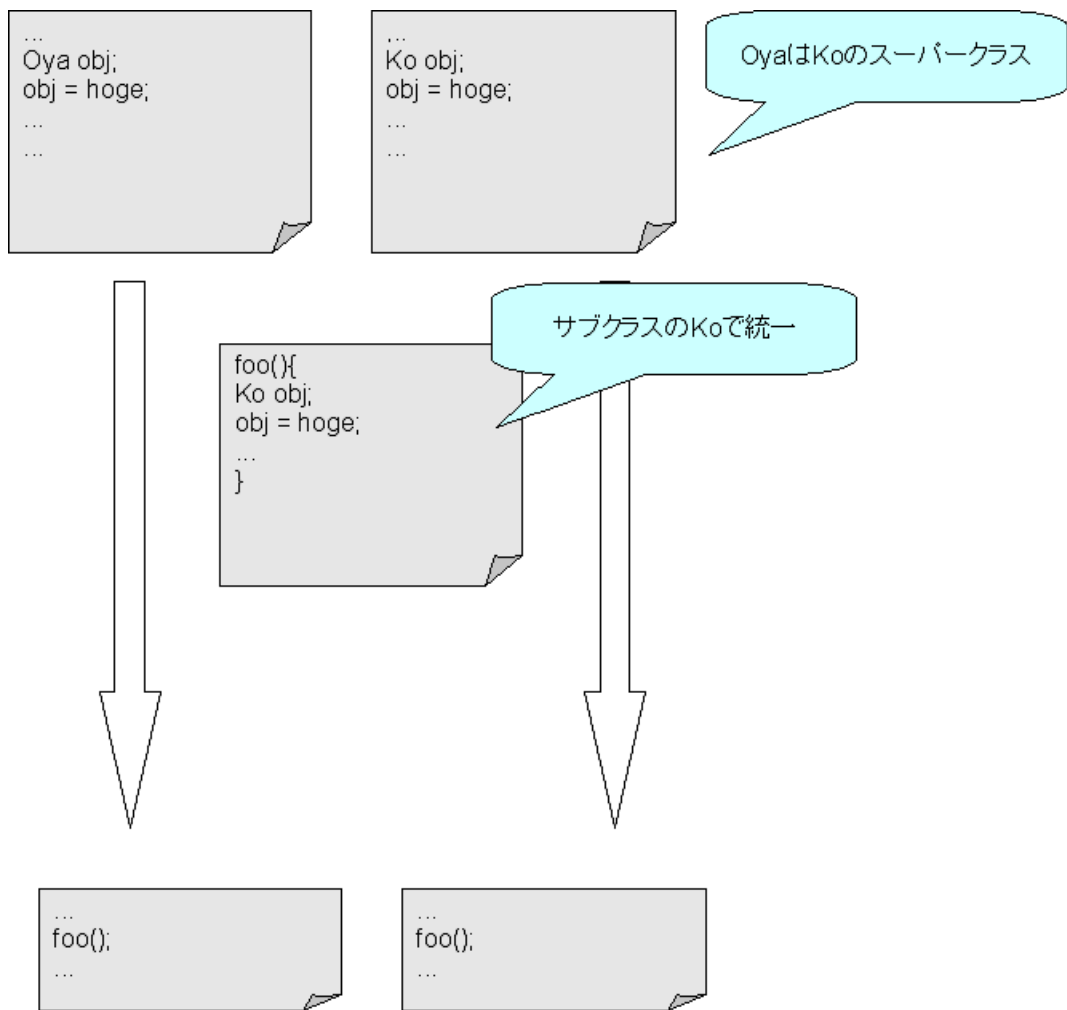 ...
Oya obj;
obj = hoge;
...
...
,..
Ko obj;
obj = hoge;
...
...
OyaはKoのスーパークラス
サブクラスのKoで統一
foo(){
Ko obj;
obj = hoge;
...
}
...
foo();
...
...
foo();
...